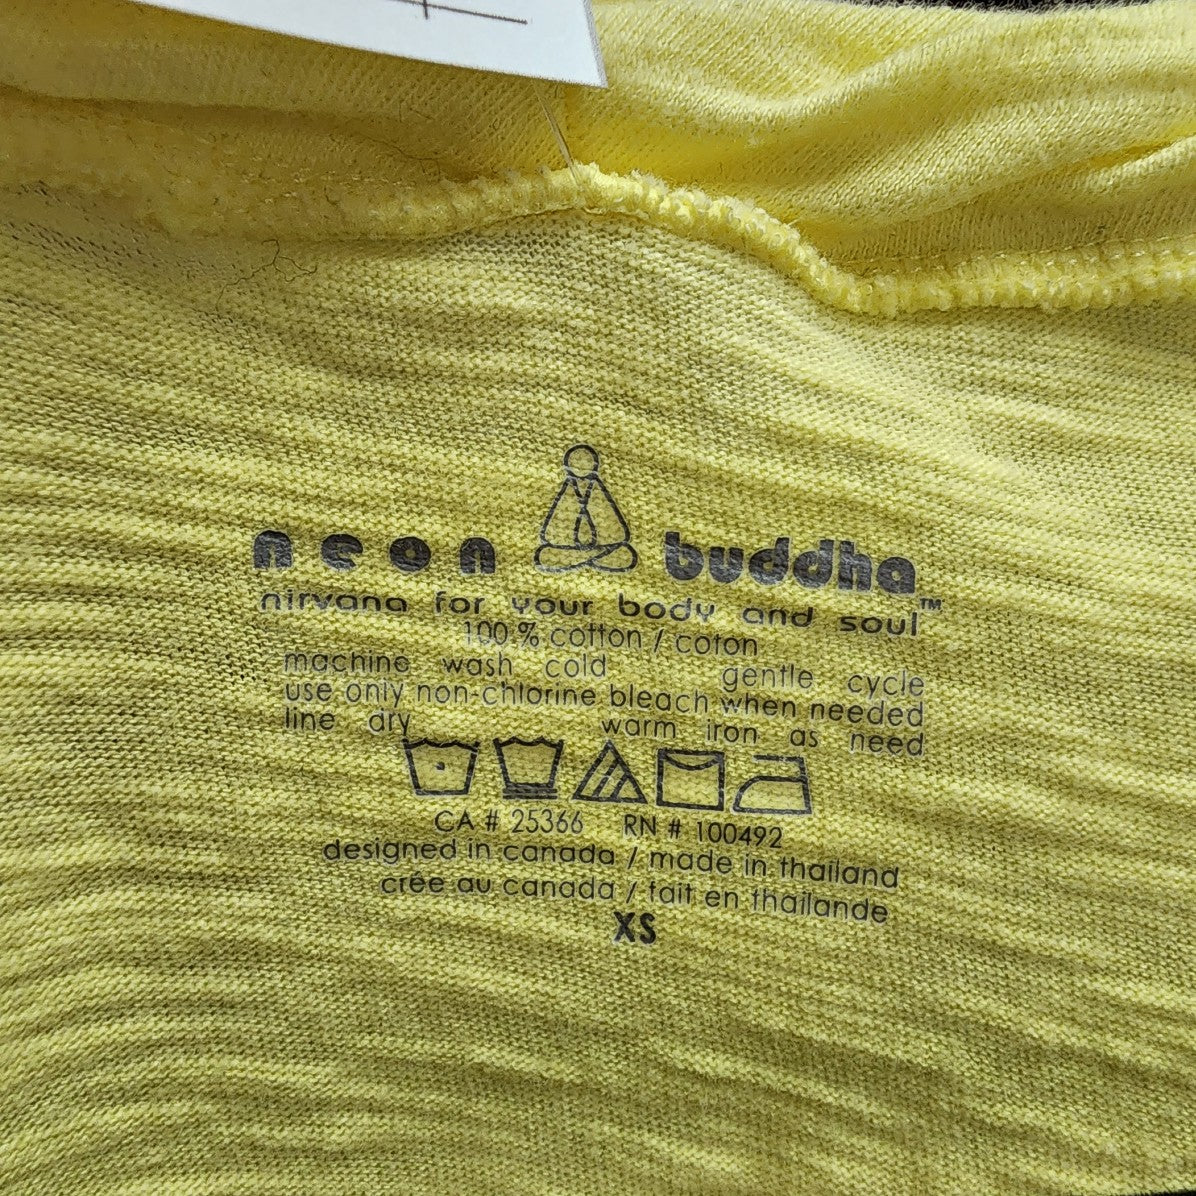 neon buddha
nirvana for your body and soul™
100 % cotton / coton
machine wash cold gentle cycle
use only non-chlorine bleach when needed
line dry warm iron as need
CA # 25366 RN # 100492
designed in canada / made in thailand
crée au canada / fait en thailande
XS